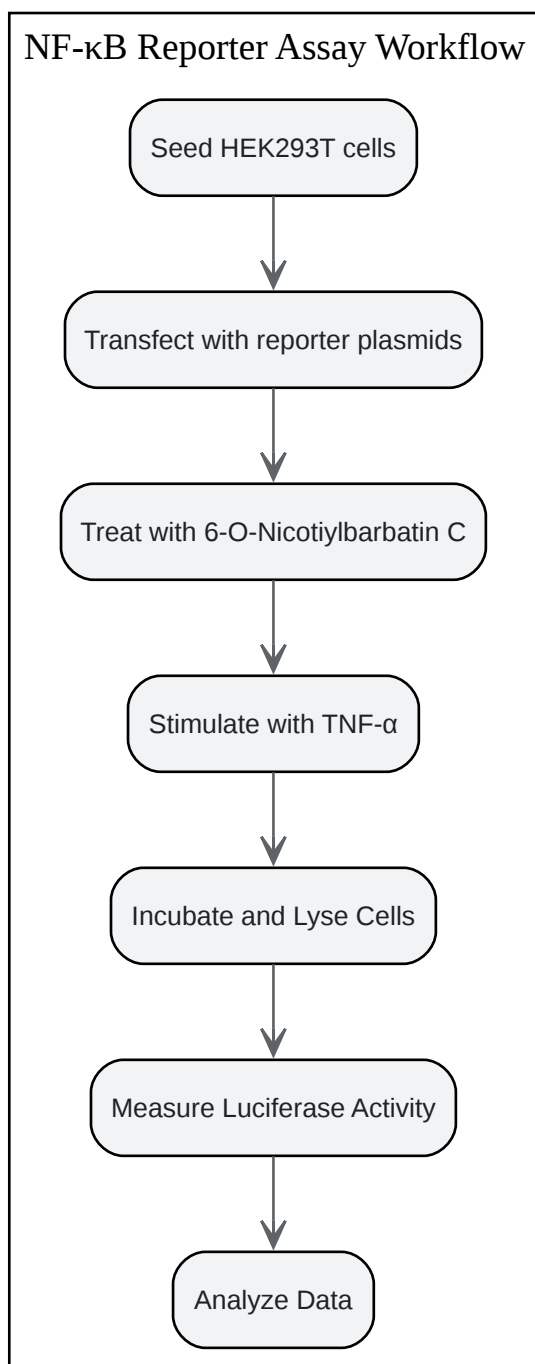 NF-κB Reporter Assay Workflow
Seed HEK293T cells
Transfect with reporter plasmids
Treat with 6-O-Nicotiylbarbatin C
Stimulate with TNF-α
Incubate and Lyse Cells
Measure Luciferase Activity
Analyze Data